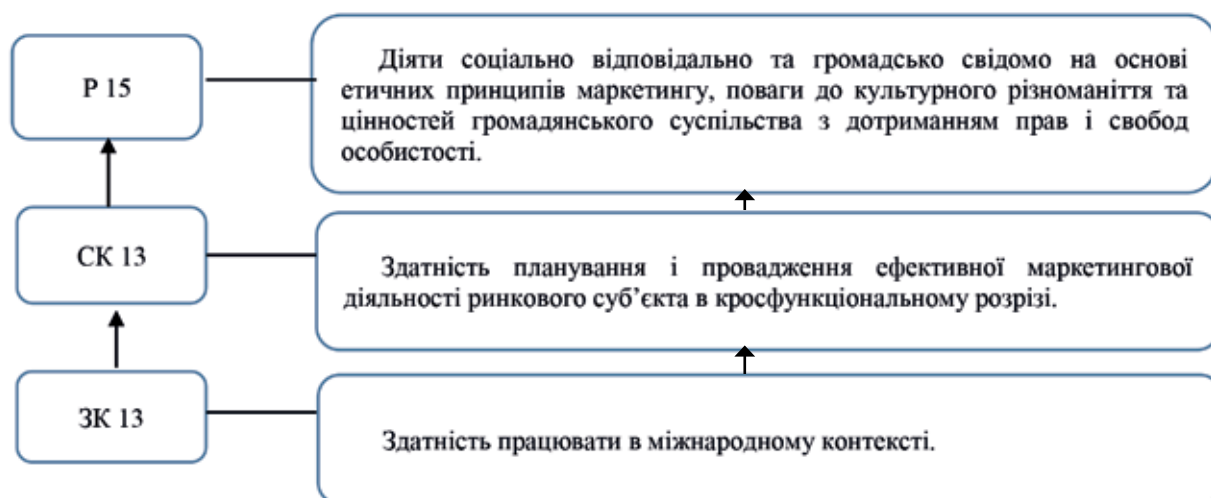 Р 15
Діяти соціально відповідально та громадсько свідомо на основі
етичних принципів маркетингу, поваги до культурного різноманіття та
цінностей громадянського суспільства з дотриманням прав і свобод
особистості.
СК 13
Здатність планування і провадження ефективної маркетингової
діяльності ринкового суб’єкта в кросфункціональному розрізі.
ЗК 13
Здатність працювати в міжнародному контексті.